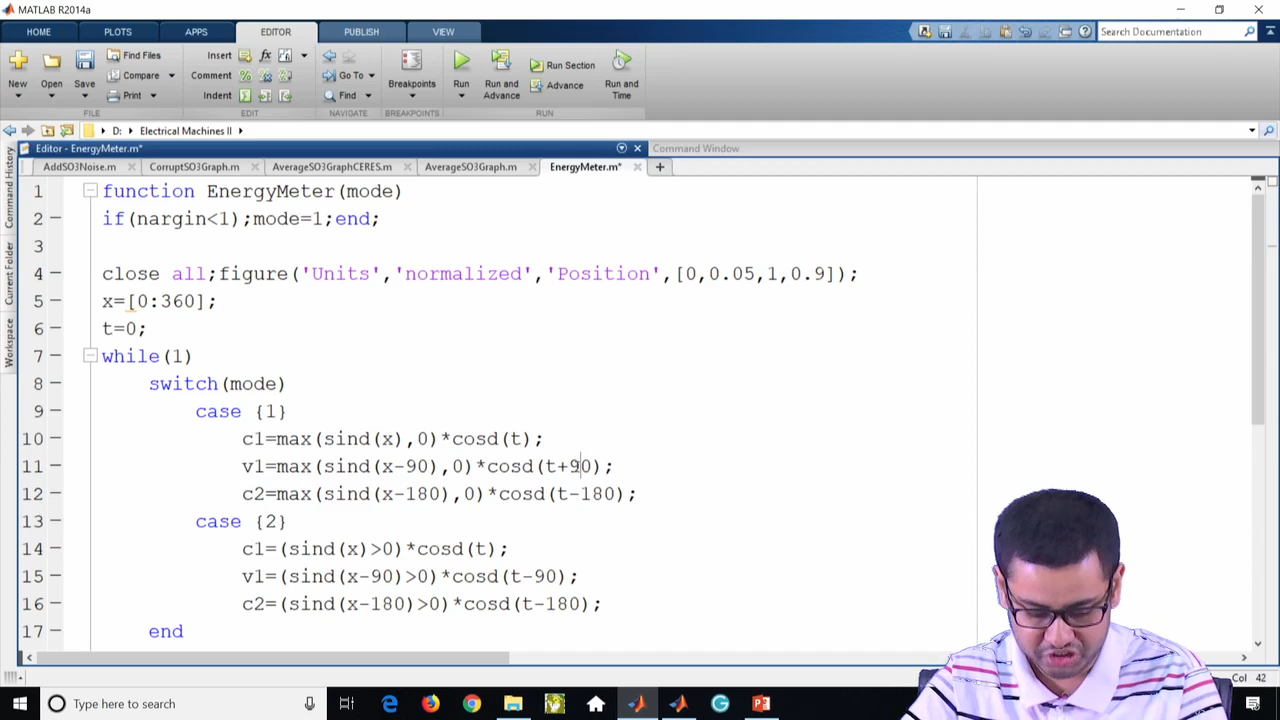 MATLAB R2014a
HOME PLOTS APPS EDITOR PUBLISH VIEW Search Documentation
New Open Save Find Files Compare Print Insert Comment Indent Go To Find Breakpoints Run Run and Advance Run Section Advance Run and Time
FILE EDIT NAVIGATE BREAKPOINTS RUN
D: Electrical Machines II
Editor - EnergyMeter.m* Command Window
AddSO3Noise.m CorruptSO3Graph.m AverageSO3GraphCERES.m AverageSO3Graph.m EnergyMeter.m*
Command History
Current Folder
Workspace
1 function EnergyMeter(mode)
2 if(nargin<1);mode=1;end;
3
4 close all;figure('Units','normalized','Position',[0,0.05,1,0.9]);
5 x=[0:360];
6 t=0;
7 while(1)
8 switch(mode)
9 case {1}
10 c1=max(sind(x),0)*cosd(t);
11 v1=max(sind(x-90),0)*cosd(t+90);
12 c2=max(sind(x-180),0)*cosd(t-180);
13 case {2}
14 c1=(sind(x)>0)*cosd(t);
15 v1=(sind(x-90)>0)*cosd(t-90);
16 c2=(sind(x-180)>0)*cosd(t-180);
17 end
Col 42
Type here to search